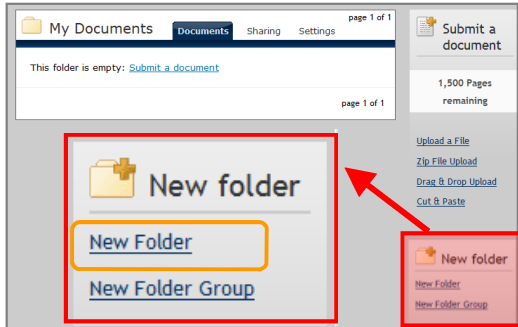 page 1 of 1
My Documents
Documents Sharing Settings
This folder is empty: Submit a document
page 1 of 1
New folder
New Folder
New Folder Group
Submit a
document
1,500 Pages
remaining
Upload a File
Zip File Upload
Drag & Drop Upload
Cut & Paste
New folder
New Folder
New Folder Group